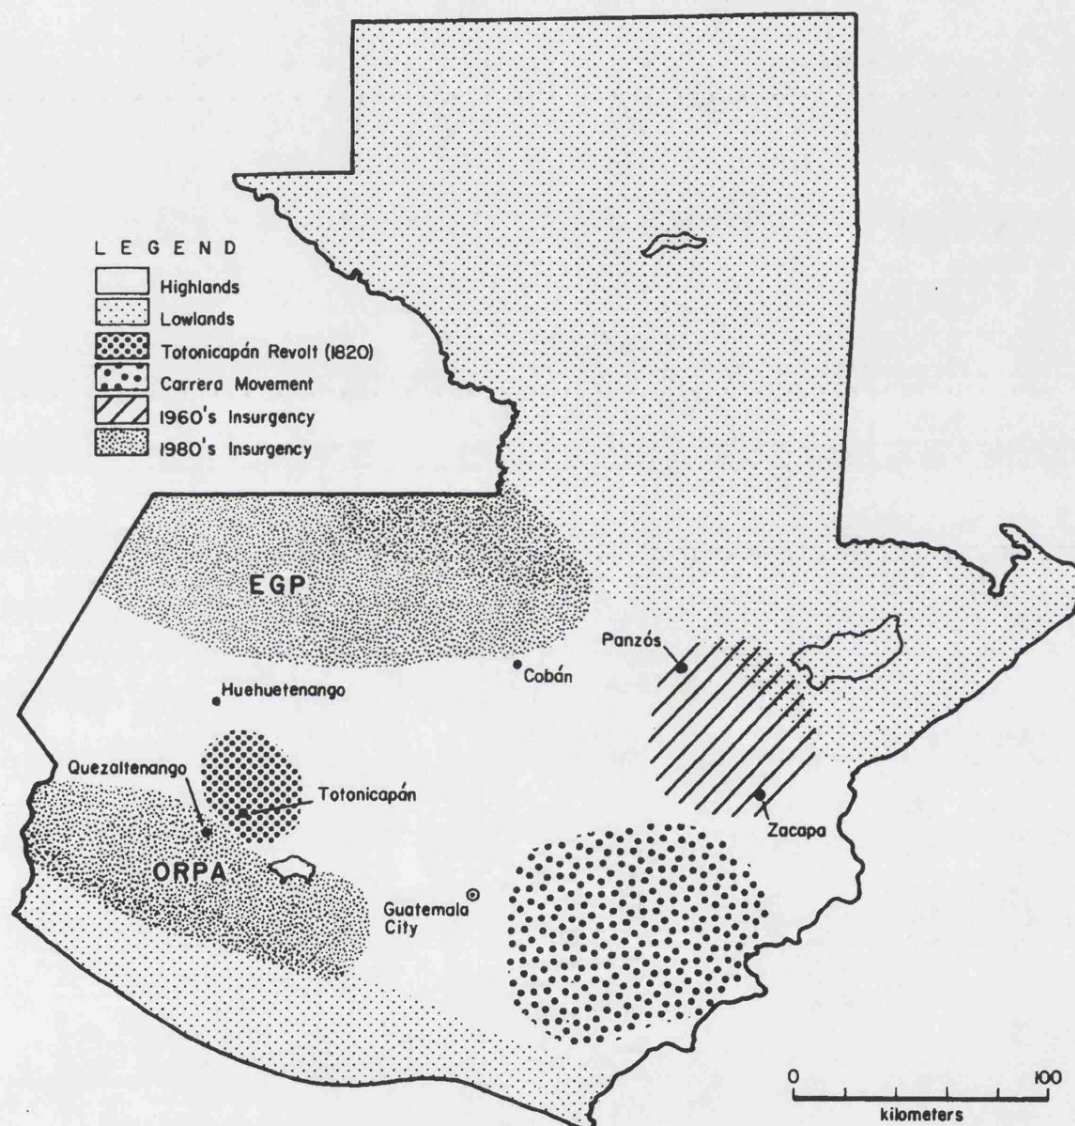 L E G E N D
Highlands
Lowlands
Totonicapán Revolt (1820)
Carrera Movement
1960's Insurgency
1980's Insurgency
EGP
Panzós
Cobán
Huehuetenango
Quezaltenango
Totonicapán
Zacapa
ORPA
Guatemala
City
0 100
kilometers